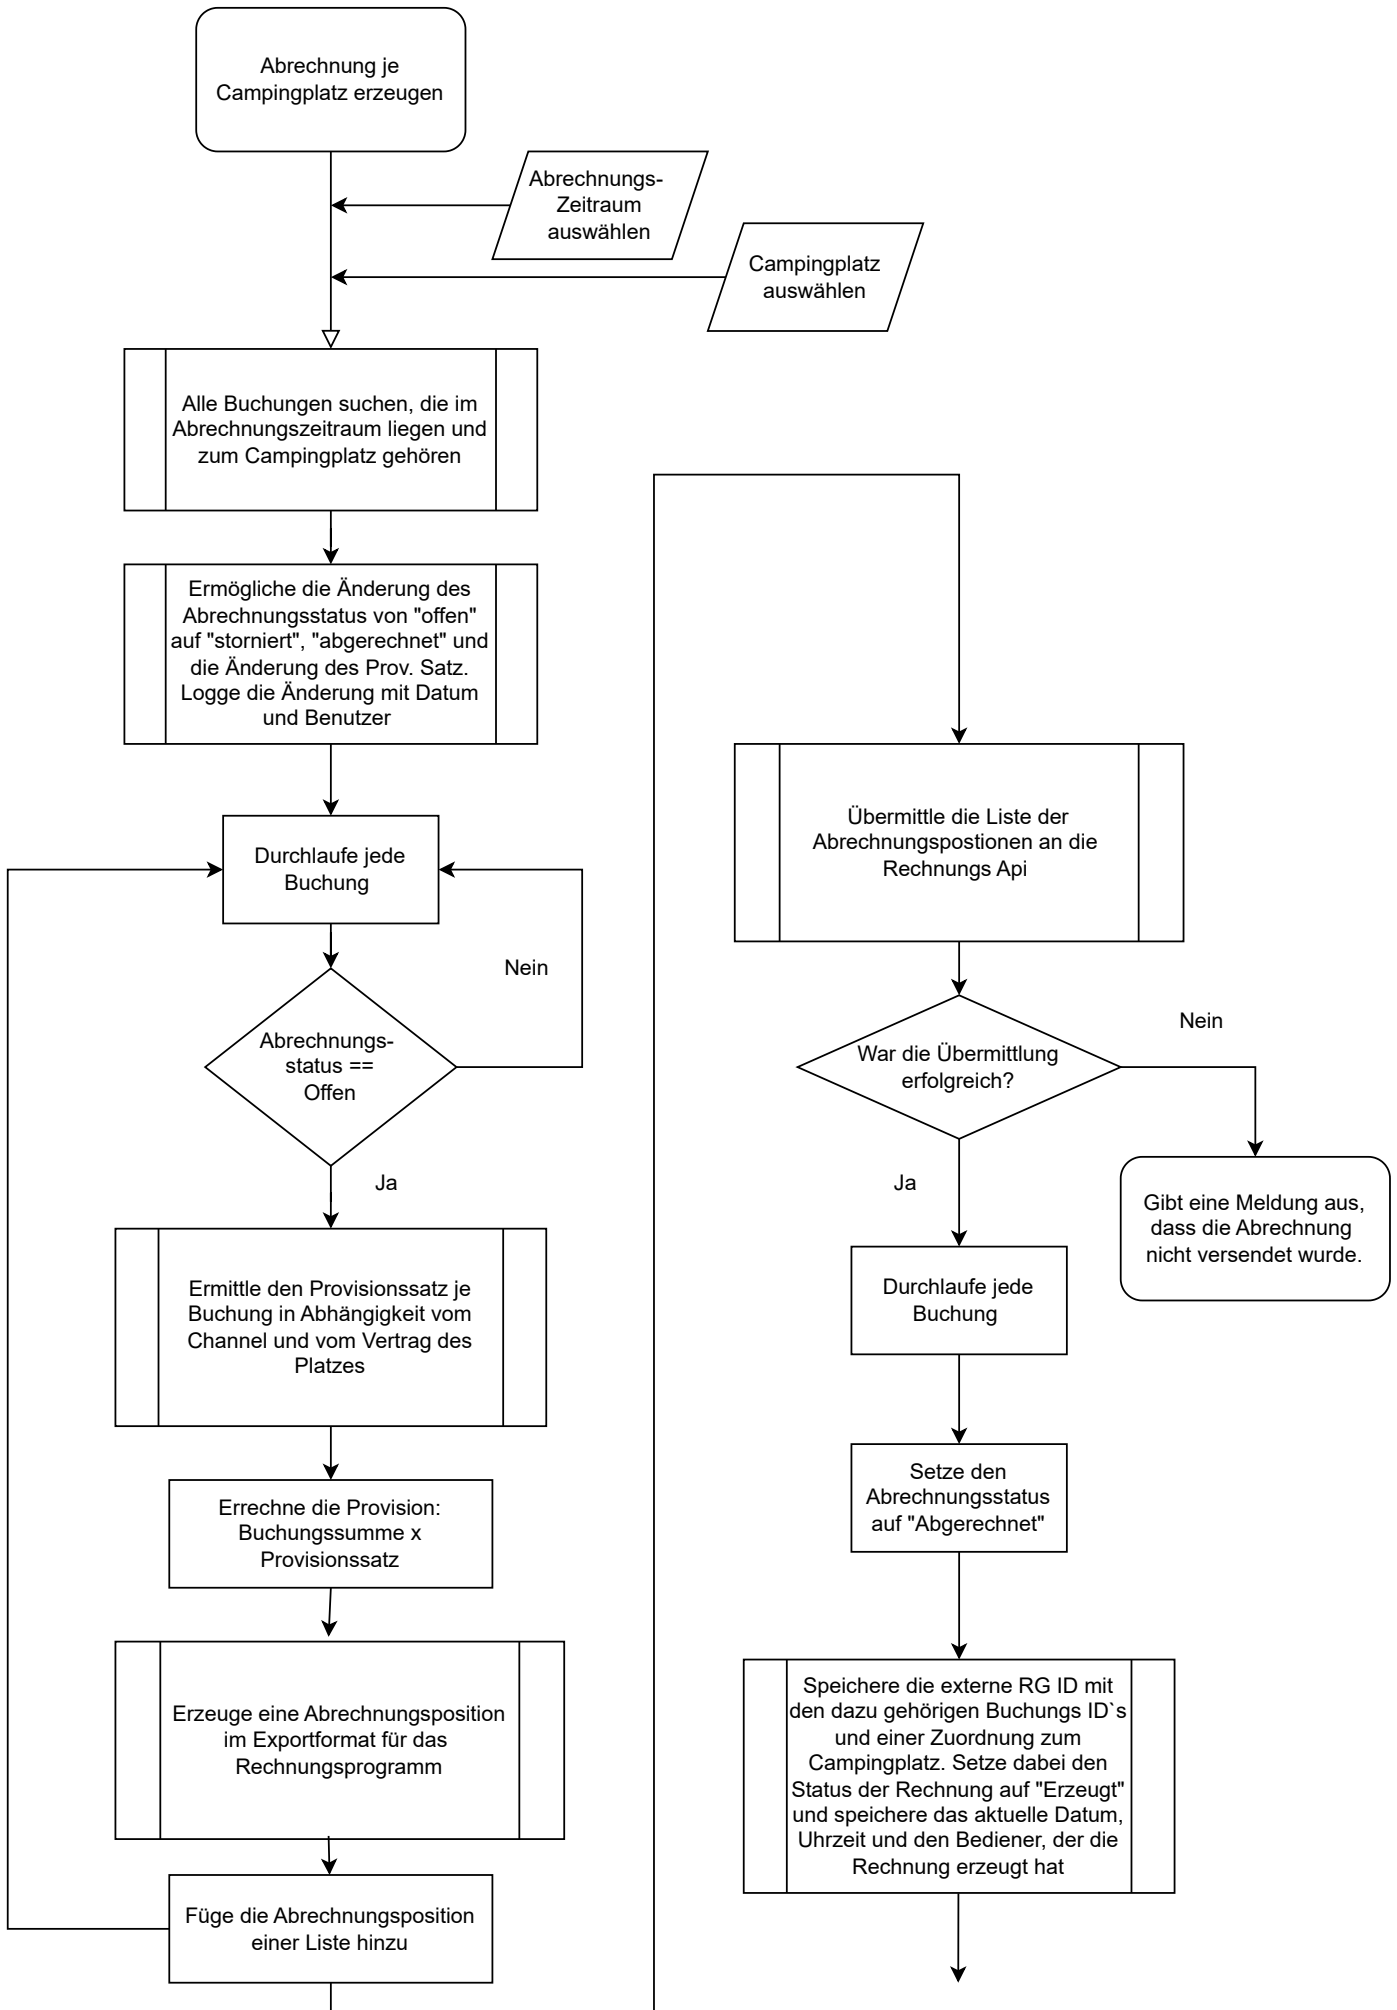 Abrechnung je
Campingplatz erzeugen
Abrechnungs-
Zeitraum
auswählen
Campingplatz
auswählen
Alle Buchungen suchen, die im
Abrechnungszeitraum liegen und
zum Campingplatz gehören
Ermögliche die Änderung des
Abrechnungsstatus von "offen"
auf "storniert", "abgerechnet" und
die Änderung des Prov. Satz.
Logge die Änderung mit Datum
und Benutzer
Durchlaufe jede
Buchung
Nein
Abrechnungs-
status ==
Offen
Ja
Ermittle den Provisionssatz je
Buchung in Abhängigkeit vom
Channel und vom Vertrag des
Platzes
Errechne die Provision:
Buchungssumme x
Provisionssatz
Erzeuge eine Abrechnungsposition
im Exportformat für das
Rechnungsprogramm
Füge die Abrechnungsposition
einer Liste hinzu
Übermittle die Liste der
Abrechnungspostionen an die
Rechnungs Api
War die Übermittlung
erfolgreich?
Nein
Gibt eine Meldung aus,
dass die Abrechnung
nicht versendet wurde.
Ja
Durchlaufe jede
Buchung
Setze den
Abrechnungsstatus
auf "Abgerechnet"
Speichere die externe RG ID mit
den dazu gehörigen Buchungs ID`s
und einer Zuordnung zum
Campingplatz. Setze dabei den
Status der Rechnung auf "Erzeugt"
und speichere das aktuelle Datum,
Uhrzeit und den Bediener, der die
Rechnung erzeugt hat